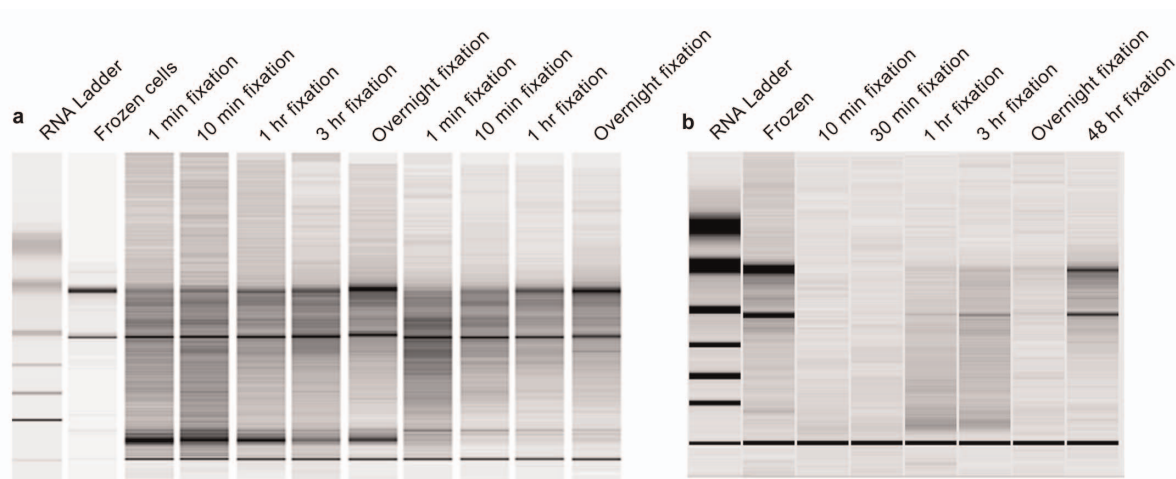 a
RNA Ladder
Frozen cells
1 min fixation
10 min fixation
1 hr fixation
3 hr fixation
Overnight fixation
1 min fixation
10 min fixation
1 hr fixation
Overnight fixation
b
RNA Ladder
Frozen
10 min fixation
30 min fixation
1 hr fixation
3 hr fixation
Overnight fixation
48 hr fixation